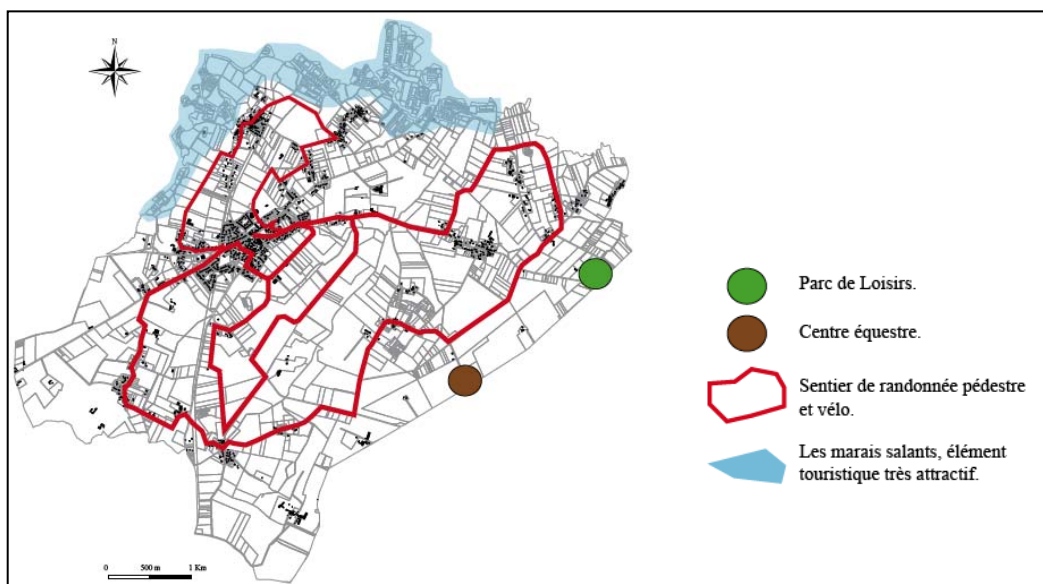 N
Parc de Loisirs.
Centre équestre.
Sentier de randonnée pédestre
et vélo.
Les marais salants, élément
touristique très attractif.
0 500 m 1 Km